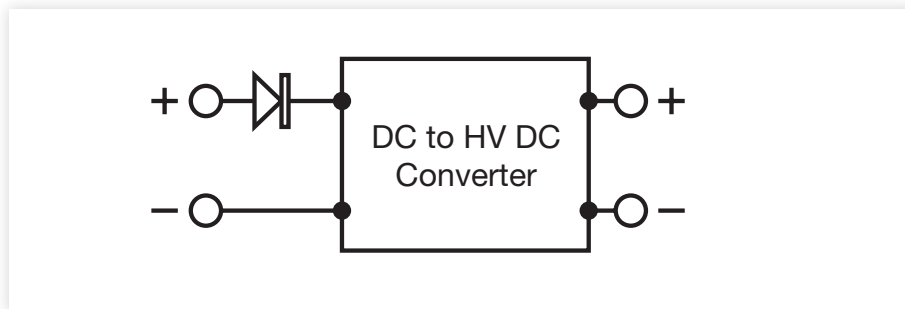 + +
DC to HV DC
Converter
− −